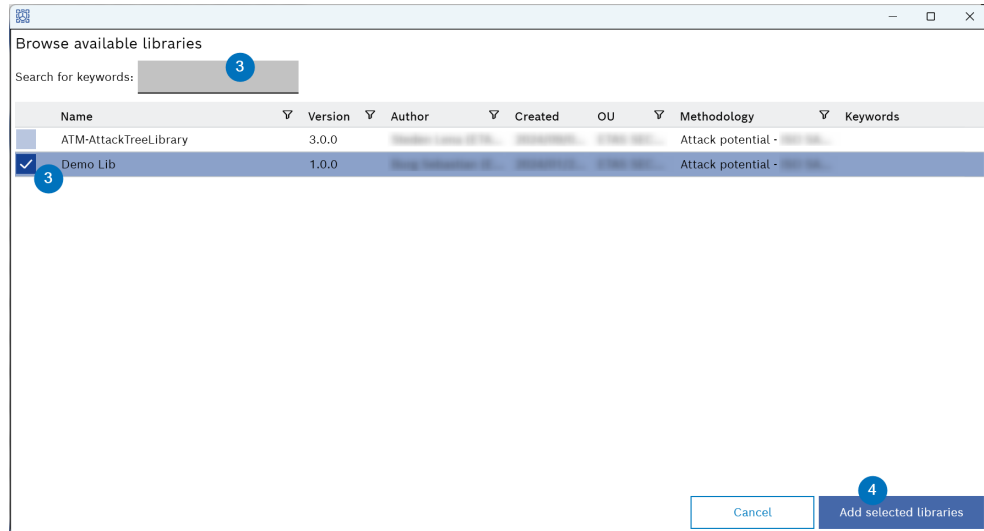 Browse available libraries
Search for keywords: 3
Name Version Author Created OU Methodology Keywords
ATM-AttackTreeLibrary 3.0.0 Attack potential -
Demo Lib 1.0.0 Attack potential -
3
4
Cancel Add selected libraries